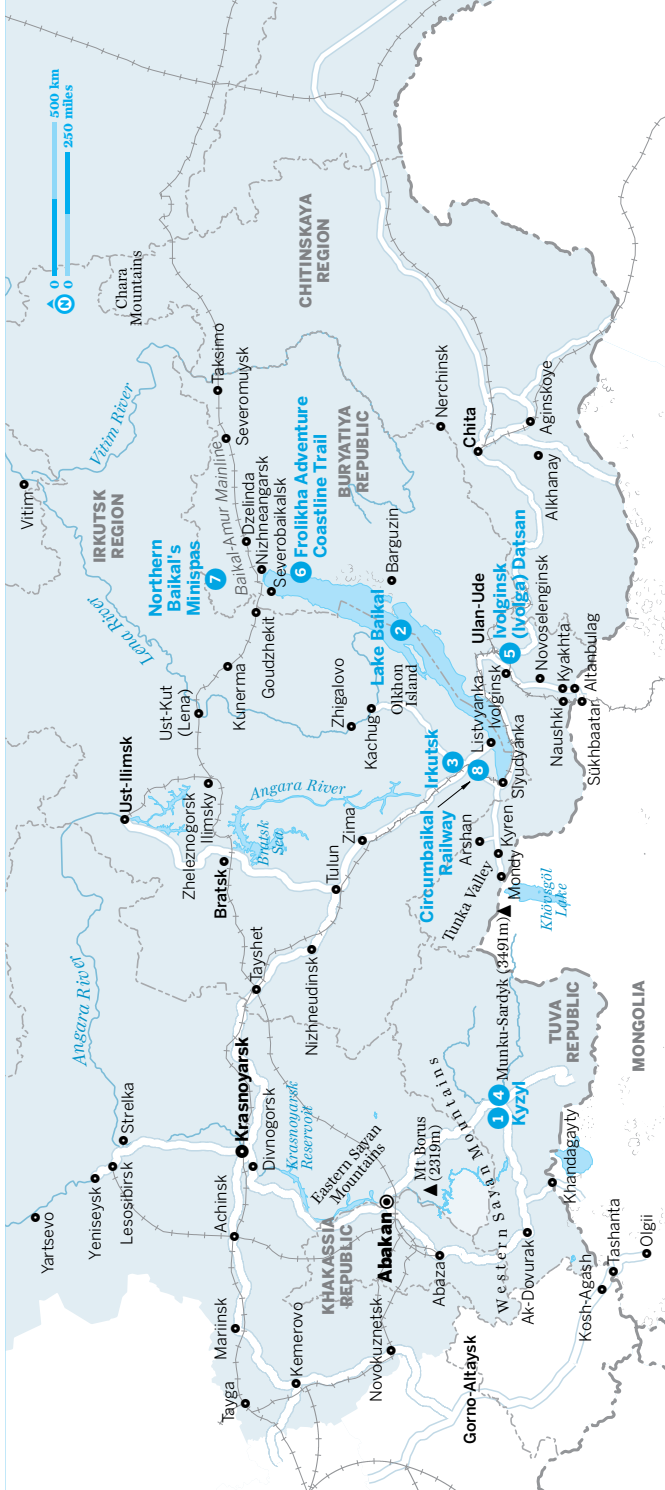 0
500 km
0
250 miles
N
Vitim
Vitim River
IRKUTSK
REGION
Lena River
Chara
Mountains
CHITINSKAYA
REGION
Taksimo
Severomuysk
Baikal-Amur Mainline
Northern
Baikal's
Minispas
7
Dzelinda
Nizhneangarsk
Severobaikalsk
6
Frolikha Adventure
Coastline Trail
BURYATIYA
REPUBLIC
Nerchinsk
Chita
Aginskoye
Alkhanay
Goudzhekit
Kunerma
Ust-Kut
(Lena)
Zhigalovo
Kachug
Lake Baikal
2
Olkhon
Island
Barguzin
Ulan-Ude
5
Ivolginsk
(Ivolga) Datsan
Ivolginsk
Novoselenginsk
Kyakhta
Naushki
Altanbulag
Sükhbaatar
Ust-Ilimsk
Zheleznogorsk
Ilimsky
Bratsk
Bratsk
Sea
Angara River
Tulun
Zima
Irkutsk
3
8
Circumbaikal
Railway
Listvyanka
Slyudyanka
Arshan
Kyren
Tunka Valley
Mondy
Munku-Sardyk (3491m)
Khövsgöl
Lake
Angara River
Tayshet
Nizhneudinsk
Yartsevo
Yeniseysk
Lesosibirsk
Strelka
Krasnoyarsk
Divnogorsk
Krasnoyarsk
Reservoit
Achinsk
Mariinsk
Tayga
Kemerovo
Novokuznetsk
KHAKASSIA
REPUBLIC
Eastern Sayan
Mountains
Abakan
Abaza
Mt Borus
(2319m)
Western Sayan Mountains
1
4
Kyzyl
TUVA
REPUBLIC
MONGOLIA
Ak-Dovurak
Khandagayty
Gorno-Altaysk
Kosh-Agash
Tashanta
Olgii